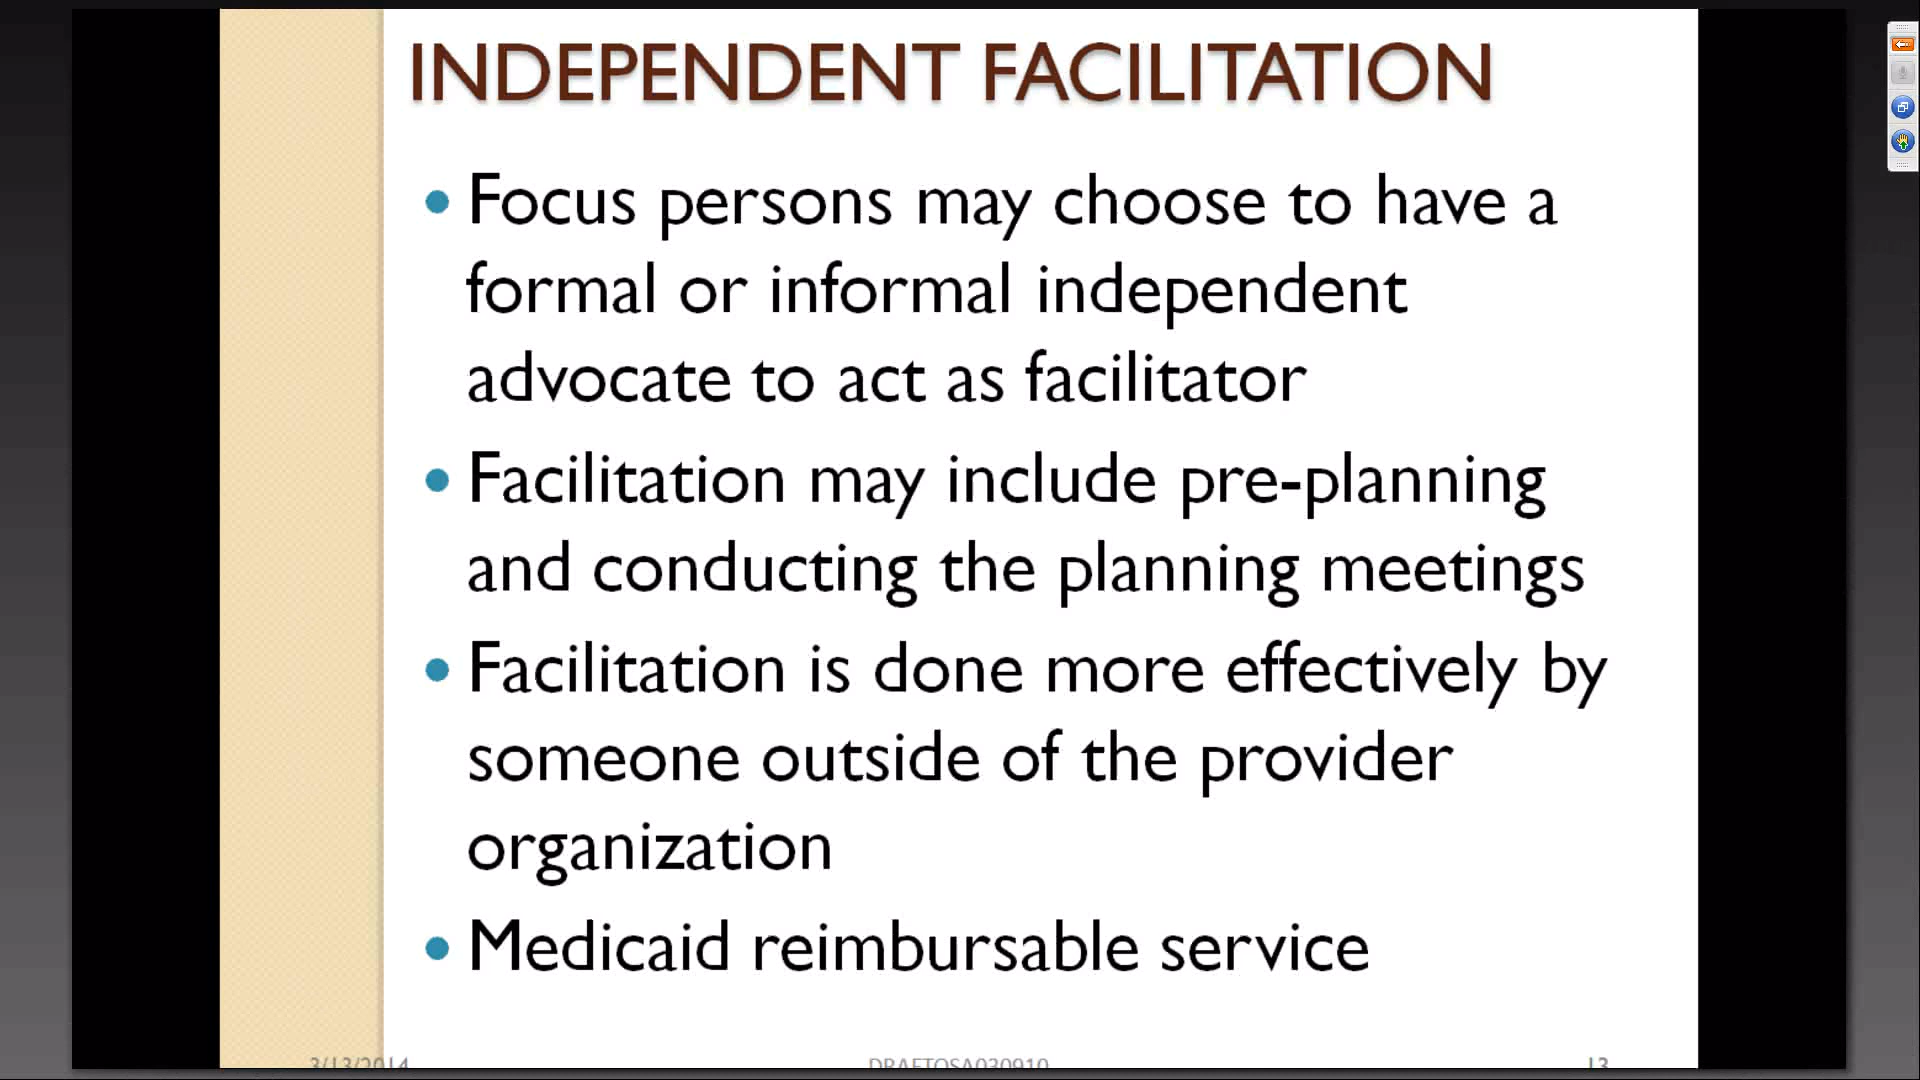 INDEPENDENT FACILITATION
• Focus persons may choose to have a
formal or informal independent
advocate to act as facilitator
• Facilitation may include pre-planning
and conducting the planning meetings
• Facilitation is done more effectively by
someone outside of the provider
organization
• Medicaid reimbursable service
3/13/2014 DRAFTOSA030910 13